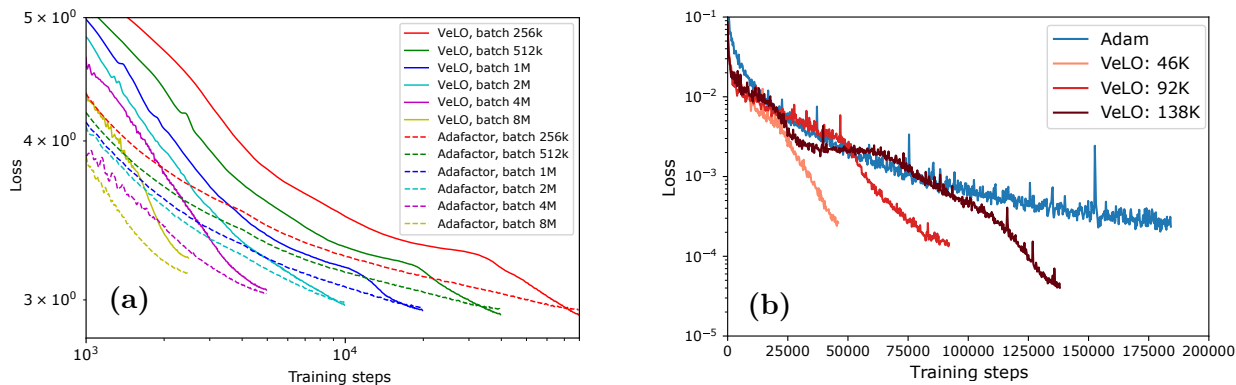 5 × 10⁰
4 × 10⁰
3 × 10⁰
Loss
10³
10⁴
Training steps
VeLO, batch 256k
VeLO, batch 512k
VeLO, batch 1M
VeLO, batch 2M
VeLO, batch 4M
VeLO, batch 8M
Adafactor, batch 256k
Adafactor, batch 512k
Adafactor, batch 1M
Adafactor, batch 2M
Adafactor, batch 4M
Adafactor, batch 8M
(a)
10⁻¹
10⁻²
10⁻³
10⁻⁴
10⁻⁵
Loss
Adam
VeLO: 46K
VeLO: 92K
VeLO: 138K
(b)
0 25000 50000 75000 100000 125000 150000 175000 200000
Training steps